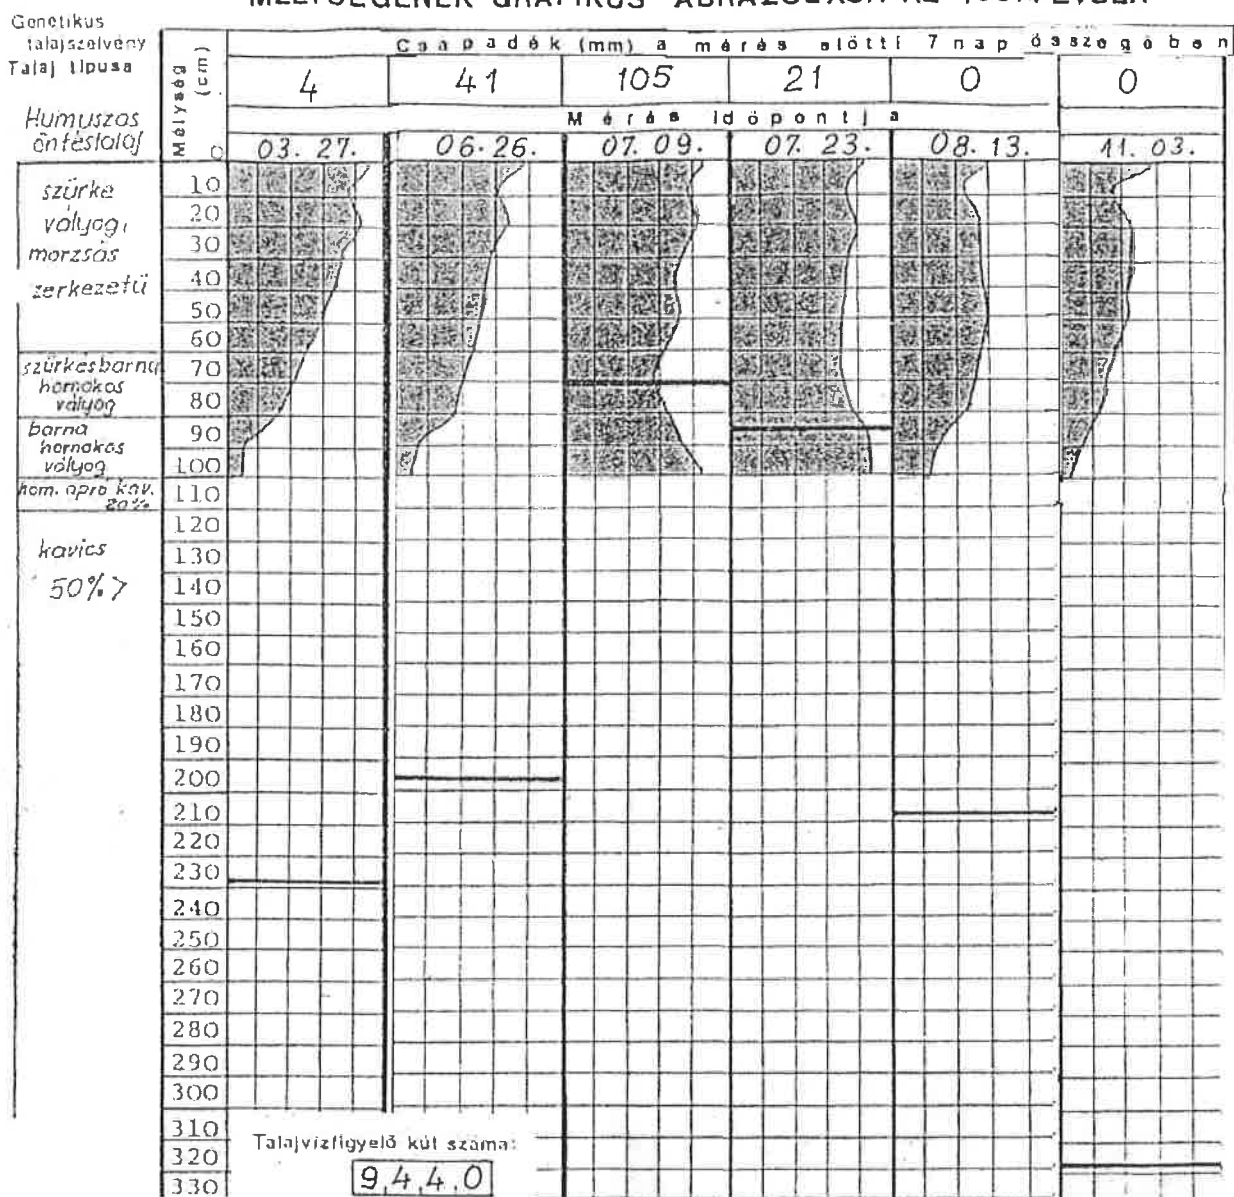 Genetikus
talajszelvény
Talaj típusa
Humuszos
öntéstalaj
Mélység
(cm)
Csapadék (mm) a mérés előtti 7 nap összegében
4 41 105 21 0 0
Mérés időpontja
0 03. 27. 06. 26. 07. 09. 07. 23. 08. 13. 11. 03.
szürke
vályog,
morzsás
zerkezetű
szürkésbarna
homokos
vályog
barna
homokos
vályog
hom. apró kav.
20%
kavics
50% >
10
20
30
40
50
60
70
80
90
100
110
120
130
140
150
160
170
180
190
200
210
220
230
240
250
260
270
280
290
300
310
320
330
Talajvízfigyelő kút száma:
9,4,4.0